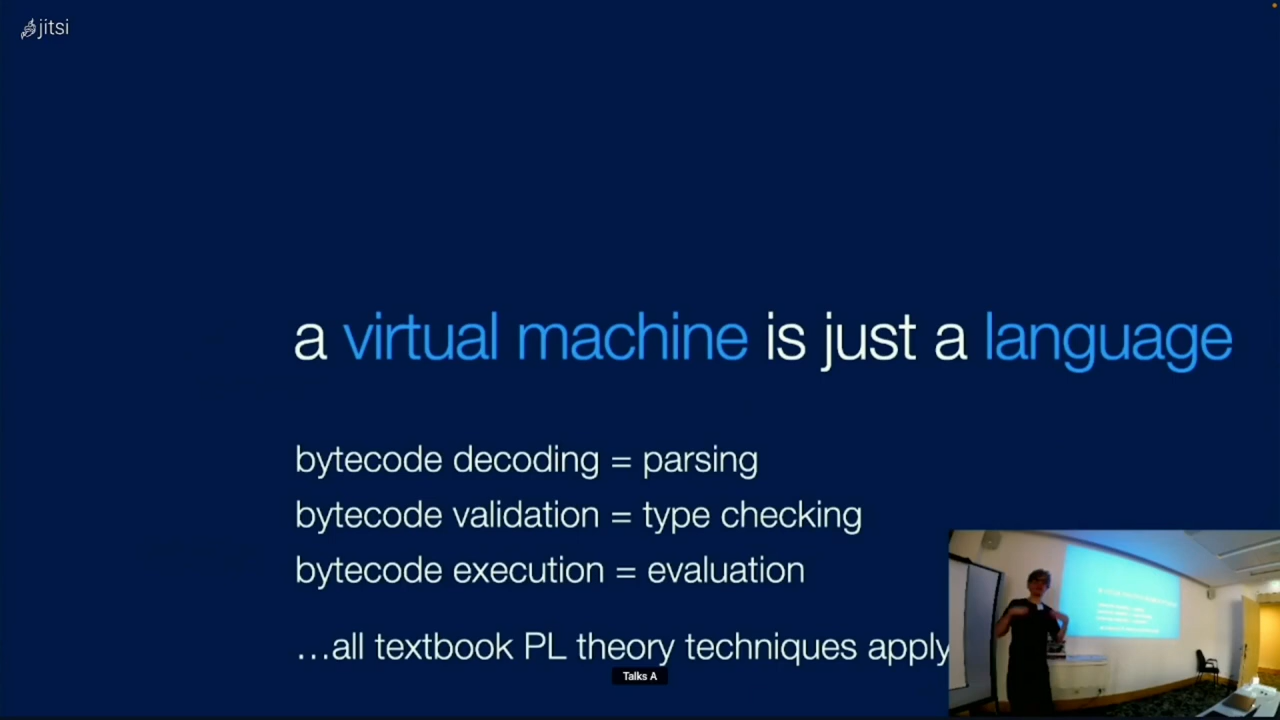 jitsi
a virtual machine is just a language
bytecode decoding = parsing
bytecode validation = type checking
bytecode execution = evaluation
…all textbook PL theory techniques apply
Talks A